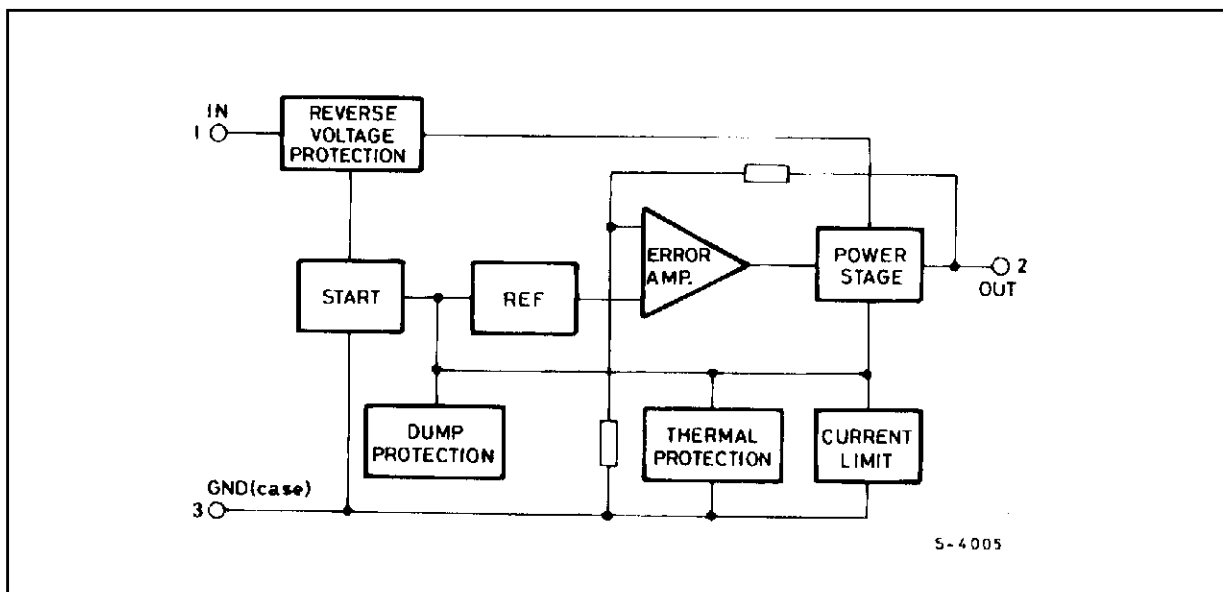 IN
1
REVERSE
VOLTAGE
PROTECTION
ERROR
AMP.
POWER
STAGE
2
OUT
START
REF
DUMP
PROTECTION
THERMAL
PROTECTION
CURRENT
LIMIT
GND(case)
3
S-4005